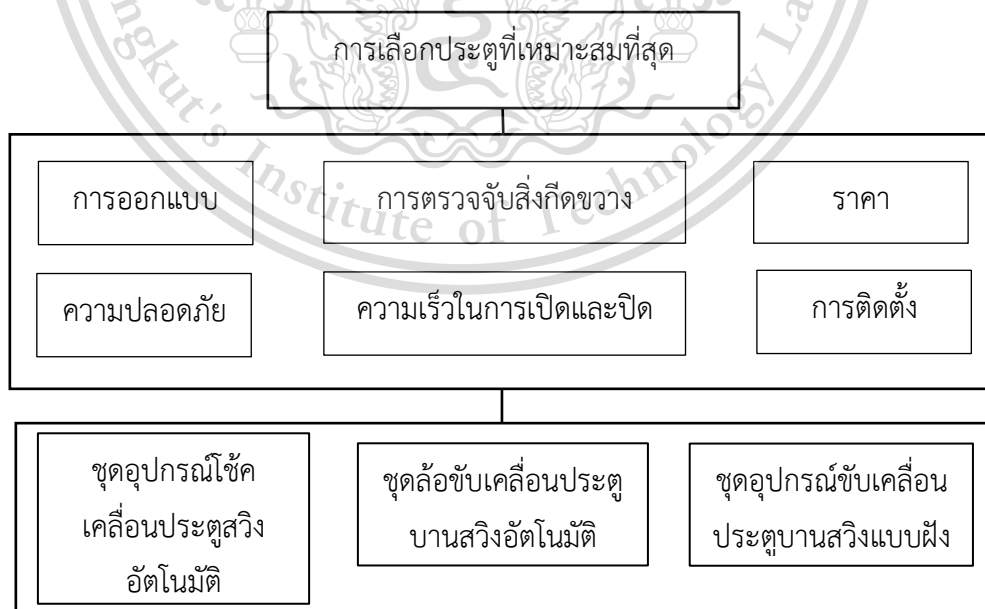 การเลือกประตูที่เหมาะสมที่สุด
การออกแบบ
การตรวจจับสิ่งกีดขวาง
ราคา
ความปลอดภัย
ความเร็วในการเปิดและปิด
การติดตั้ง
ชุดอุปกรณ์โช้ค
เคลื่อนประตูสวิง
อัตโนมัติ
ชุดล้อขับเคลื่อนประตู
บานสวิงอัตโนมัติ
ชุดอุปกรณ์ขับเคลื่อน
ประตูบานสวิงแบบฝัง
ngkut's Institute of Technology La